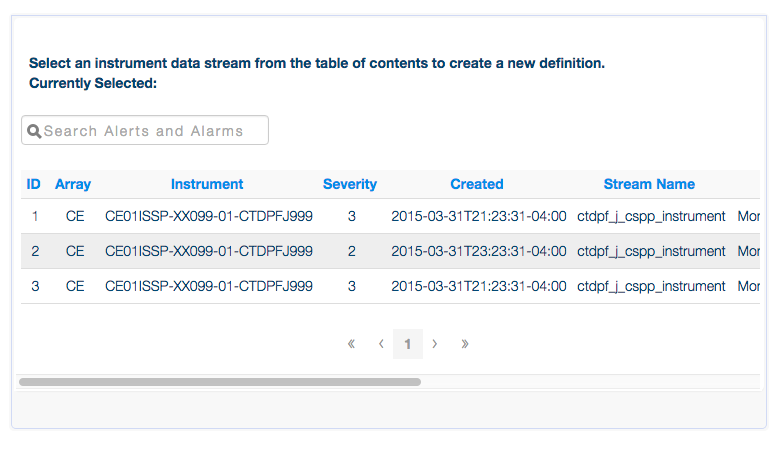 Select an instrument data stream from the table of contents to create a new definition.
Currently Selected:
Search Alerts and Alarms
ID Array Instrument Severity Created Stream Name
1 CE CE01ISSP-XX099-01-CTDPFJ999 3 2015-03-31T21:23:31-04:00 ctdpf_j_cspp_instrument Mor
2 CE CE01ISSP-XX099-01-CTDPFJ999 2 2015-03-31T23:23:31-04:00 ctdpf_j_cspp_instrument Mor
3 CE CE01ISSP-XX099-01-CTDPFJ999 3 2015-03-31T21:23:31-04:00 ctdpf_j_cspp_instrument Mor
« ‹ 1 › »